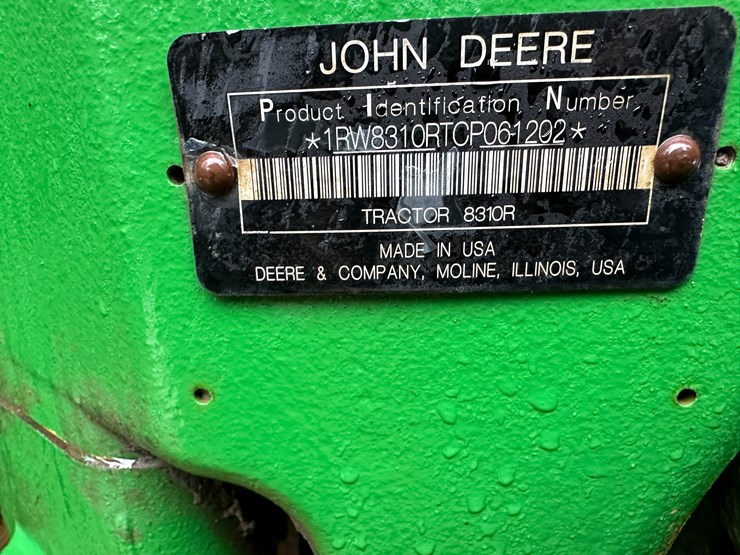 JOHN DEERE
Product Identification Number
*1RW8310RTCP061202*
TRACTOR 8310R
MADE IN USA
DEERE & COMPANY, MOLINE, ILLINOIS, USA